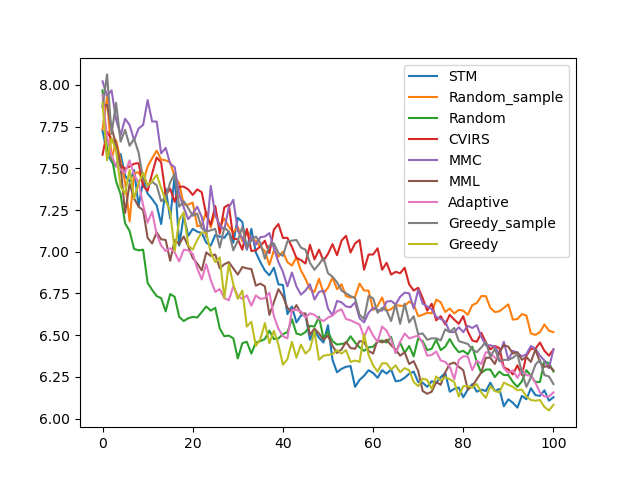 8.00
7.75
7.50
7.25
7.00
6.75
6.50
6.25
6.00
0 20 40 60 80 100
STM
Random_sample
Random
CVIRS
MMC
MML
Adaptive
Greedy_sample
Greedy